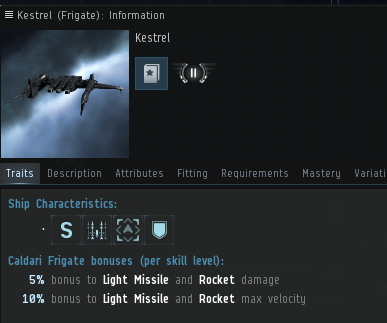 Kestrel (Frigate): Information
Kestrel
Traits Description Attributes Fitting Requirements Mastery Variati
Ship Characteristics:
· S
Caldari Frigate bonuses (per skill level):
5% bonus to Light Missile and Rocket damage
10% bonus to Light Missile and Rocket max velocity